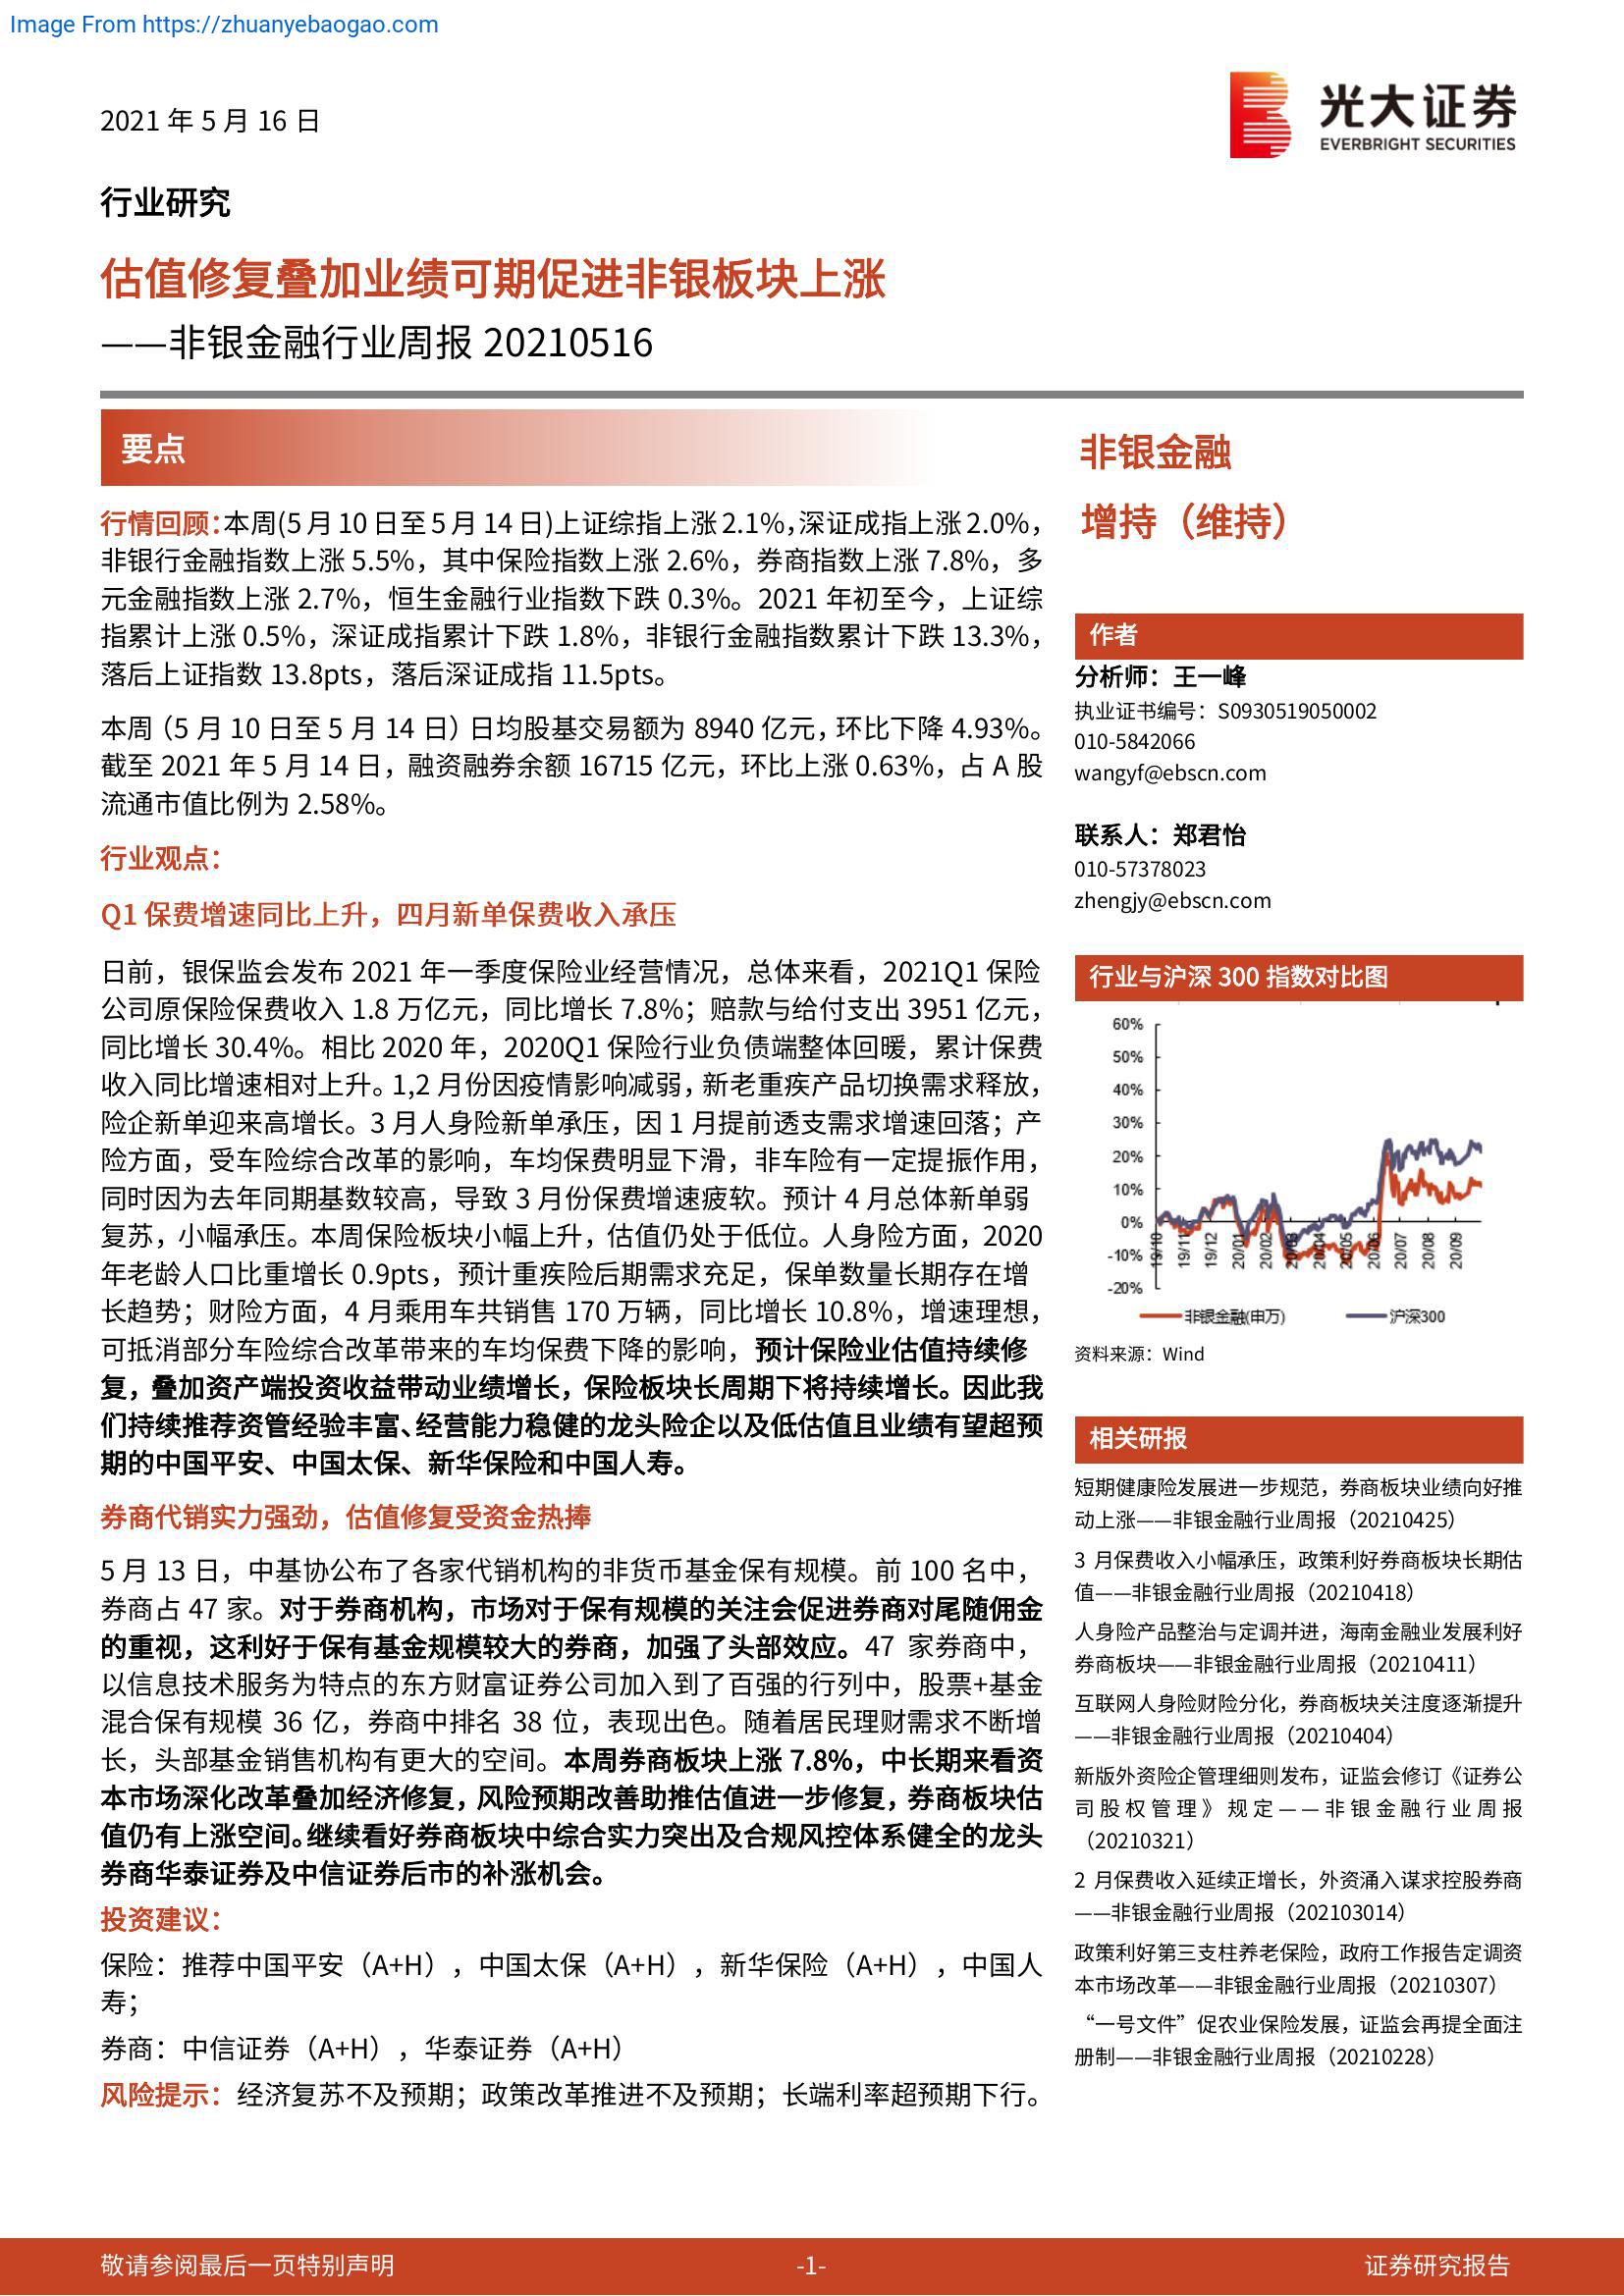 Image From https://zhuanyebaogao.com
2021 年 5 月 16 日
光大证券
EVERBRIGHT SECURITIES
行业研究
估值修复叠加业绩可期促进非银板块上涨
——非银金融行业周报 20210516
要点
行情回顾：本周(5 月 10 日至 5 月 14 日)上证综指上涨 2.1%，深证成指上涨 2.0%，
非银行金融指数上涨 5.5%，其中保险指数上涨 2.6%，券商指数上涨 7.8%，多
元金融指数上涨 2.7%，恒生金融行业指数下跌 0.3%。2021 年初至今，上证综
指累计上涨 0.5%，深证成指累计下跌 1.8%，非银行金融指数累计下跌 13.3%，
落后上证指数 13.8pts，落后深证成指 11.5pts。
本周（5 月 10 日至 5 月 14 日）日均股基交易额为 8940 亿元，环比下降 4.93%。
截至 2021 年 5 月 14 日，融资融券余额 16715 亿元，环比上涨 0.63%，占 A 股
流通市值比例为 2.58%。
行业观点：
Q1 保费增速同比上升，四月新单保费收入承压
日前，银保监会发布 2021 年一季度保险业经营情况，总体来看，2021Q1 保险
公司原保险保费收入 1.8 万亿元，同比增长 7.8%；赔款与给付支出 3951 亿元，
同比增长 30.4%。相比 2020 年，2020Q1 保险行业负债端整体回暖，累计保费
收入同比增速相对上升。1,2 月份因疫情影响减弱，新老重疾产品切换需求释放，
险企新单迎来高增长。3 月人身险新单承压，因 1 月提前透支需求增速回落；产
险方面，受车险综合改革的影响，车均保费明显下滑，非车险有一定提振作用，
同时因为去年同期基数较高，导致 3 月份保费增速疲软。预计 4 月总体新单弱
复苏，小幅承压。本周保险板块小幅上升，估值仍处于低位。人身险方面，2020
年老龄人口比重增长 0.9pts，预计重疾险后期需求充足，保单数量长期存在增
长趋势；财险方面，4 月乘用车共销售 170 万辆，同比增长 10.8%，增速理想，
可抵消部分车险综合改革带来的车均保费下降的影响，预计保险业估值持续修
复，叠加资产端投资收益带动业绩增长，保险板块长周期下将持续增长。因此我
们持续推荐资管经验丰富、经营能力稳健的龙头险企以及低估值且业绩有望超预
期的中国平安、中国太保、新华保险和中国人寿。
券商代销实力强劲，估值修复受资金热捧
5 月 13 日，中基协公布了各家代销机构的非货币基金保有规模。前 100 名中，
券商占 47 家。对于券商机构，市场对于保有规模的关注会促进券商对尾随佣金
的重视，这利好于保有基金规模较大的券商，加强了头部效应。47 家券商中，
以信息技术服务为特点的东方财富证券公司加入到了百强的行列中，股票+基金
混合保有规模 36 亿，券商中排名 38 位，表现出色。随着居民理财需求不断增
长，头部基金销售机构有更大的空间。本周券商板块上涨 7.8%，中长期来看资
本市场深化改革叠加经济修复，风险预期改善助推估值进一步修复，券商板块估
值仍有上涨空间。继续看好券商板块中综合实力突出及合规风控体系健全的龙头
券商华泰证券及中信证券后市的补涨机会。
投资建议：
保险：推荐中国平安（A+H），中国太保（A+H），新华保险（A+H），中国人
寿；
券商：中信证券（A+H），华泰证券（A+H）
风险提示：经济复苏不及预期；政策改革推进不及预期；长端利率超预期下行。
非银金融
增持（维持）
作者
分析师：王一峰
执业证书编号：S0930519050002
010-5842066
wangyf@ebscn.com
联系人：郑君怡
010-57378023
zhengjy@ebscn.com
行业与沪深 300 指数对比图
60%
50%
40%
30%
20%
10%
0%
-10%
-20%
19/10 19/11 19/12 20/01 20/02 20/03 20/04 20/05 20/06 20/07 20/08 20/09
非银金融(申万) 沪深300
资料来源：Wind
相关研报
短期健康险发展进一步规范，券商板块业绩向好推
动上涨——非银金融行业周报（20210425）
3 月保费收入小幅承压，政策利好券商板块长期估
值——非银金融行业周报（20210418）
人身险产品整治与定调并进，海南金融业发展利好
券商板块——非银金融行业周报（20210411）
互联网人身险财险分化，券商板块关注度逐渐提升
——非银金融行业周报（20210404）
新版外资险企管理细则发布，证监会修订《证券公
司股权管理》规定——非银金融行业周报
（20210321）
2 月保费收入延续正增长，外资涌入谋求控股券商
——非银金融行业周报（202103014）
政策利好第三支柱养老保险，政府工作报告定调资
本市场改革——非银金融行业周报（20210307）
“一号文件”促农业保险发展，证监会再提全面注
册制——非银金融行业周报（20210228）
敬请参阅最后一页特别声明
-1-
证券研究报告